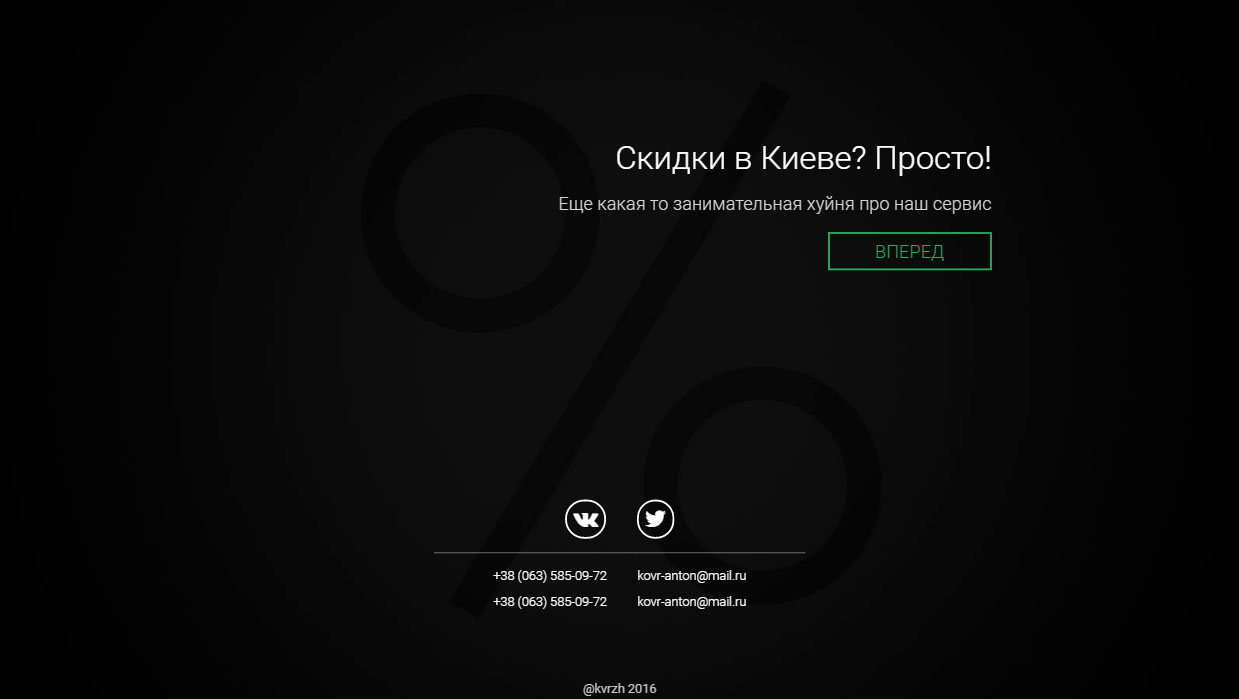 Скидки в Киеве? Просто!
Еще какая то занимательная хуйня про наш сервис
ВПЕРЕД
+38 (063) 585-09-72 kovr-anton@mail.ru
+38 (063) 585-09-72 kovr-anton@mail.ru
@kvrzh 2016